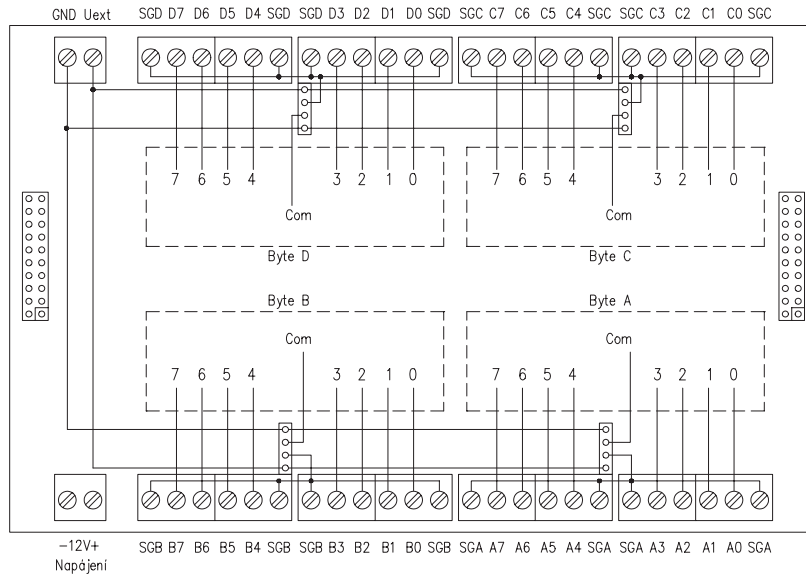 GND Uext SGD D7 D6 D5 D4 SGD SGD D3 D2 D1 D0 SGD SGC C7 C6 C5 C4 SGC SGC C3 C2 C1 C0 SGC
7 6 5 4 3 2 1 0 7 6 5 4 3 2 1 0
Com Com
Byte D Byte C
Byte B Byte A
Com Com
7 6 5 4 3 2 1 0 7 6 5 4 3 2 1 0
-12V+ SGB B7 B6 B5 B4 SGB SGB B3 B2 B1 B0 SGB SGA A7 A6 A5 A4 SGA SGA A3 A2 A1 A0 SGA
Napájení